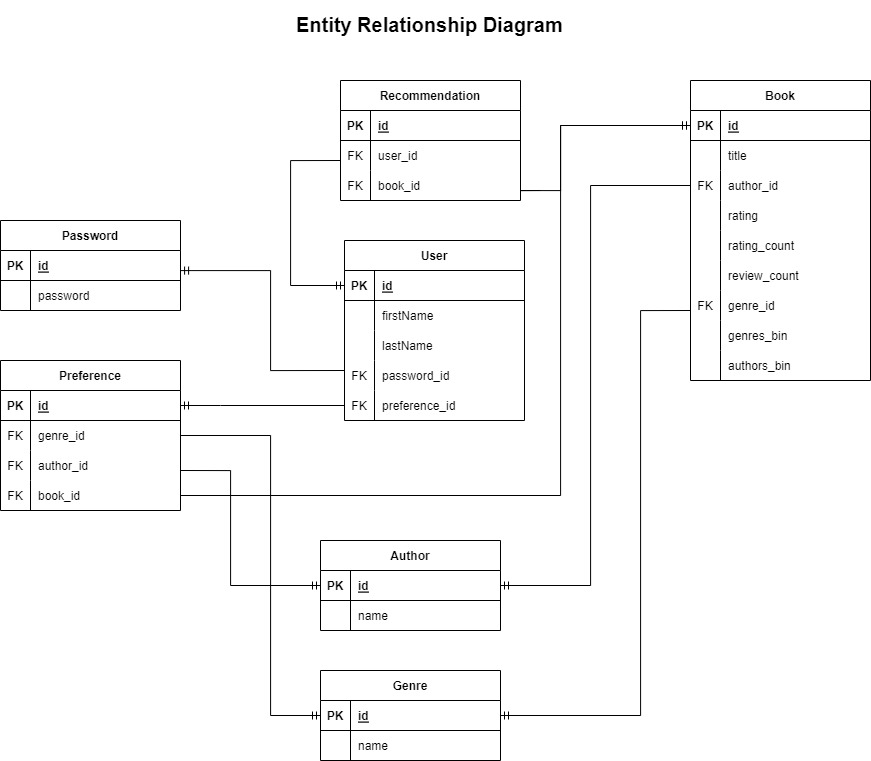 Entity Relationship Diagram
Recommendation
PK id
FK user_id
FK book_id
Book
PK id
title
FK author_id
rating
rating_count
review_count
FK genre_id
genres_bin
authors_bin
Password
PK id
password
User
PK id
firstName
lastName
FK password_id
FK preference_id
Preference
PK id
FK genre_id
FK author_id
FK book_id
Author
PK id
name
Genre
PK id
name